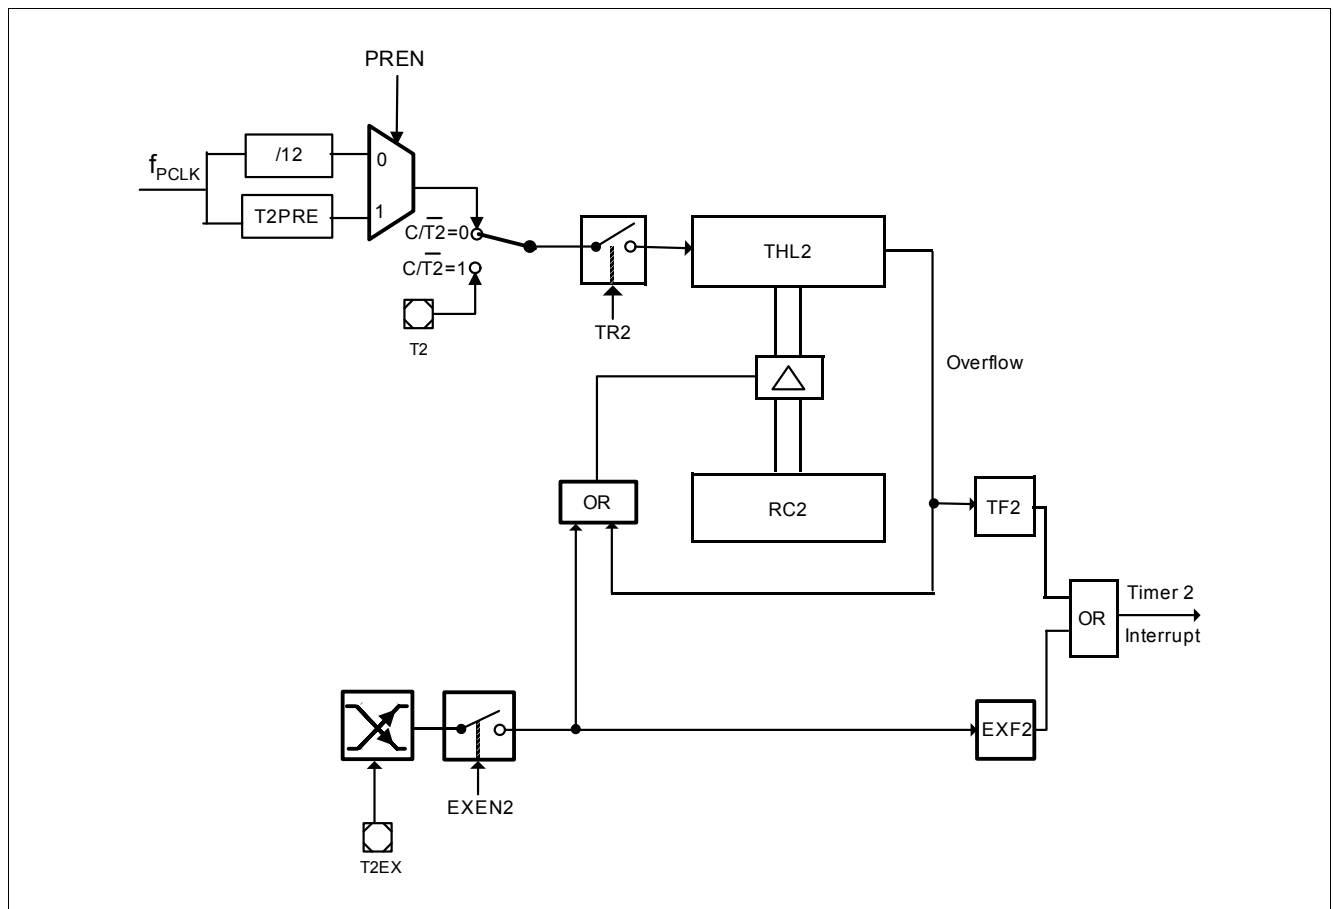 PREN
/12
0
fPCLK
T2PRE
1
C/T2=0
C/T2=1
T2
TR2
THL2
Overflow
OR
RC2
TF2
Timer 2
OR
Interrupt
EXF2
EXEN2
T2EX